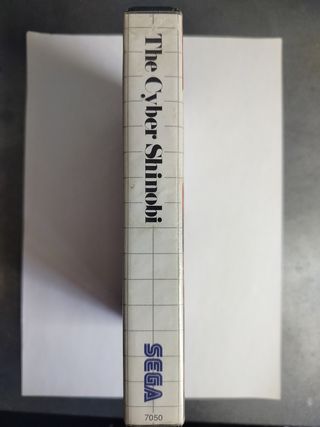 The Cyber Shinobi
SEGA
7050